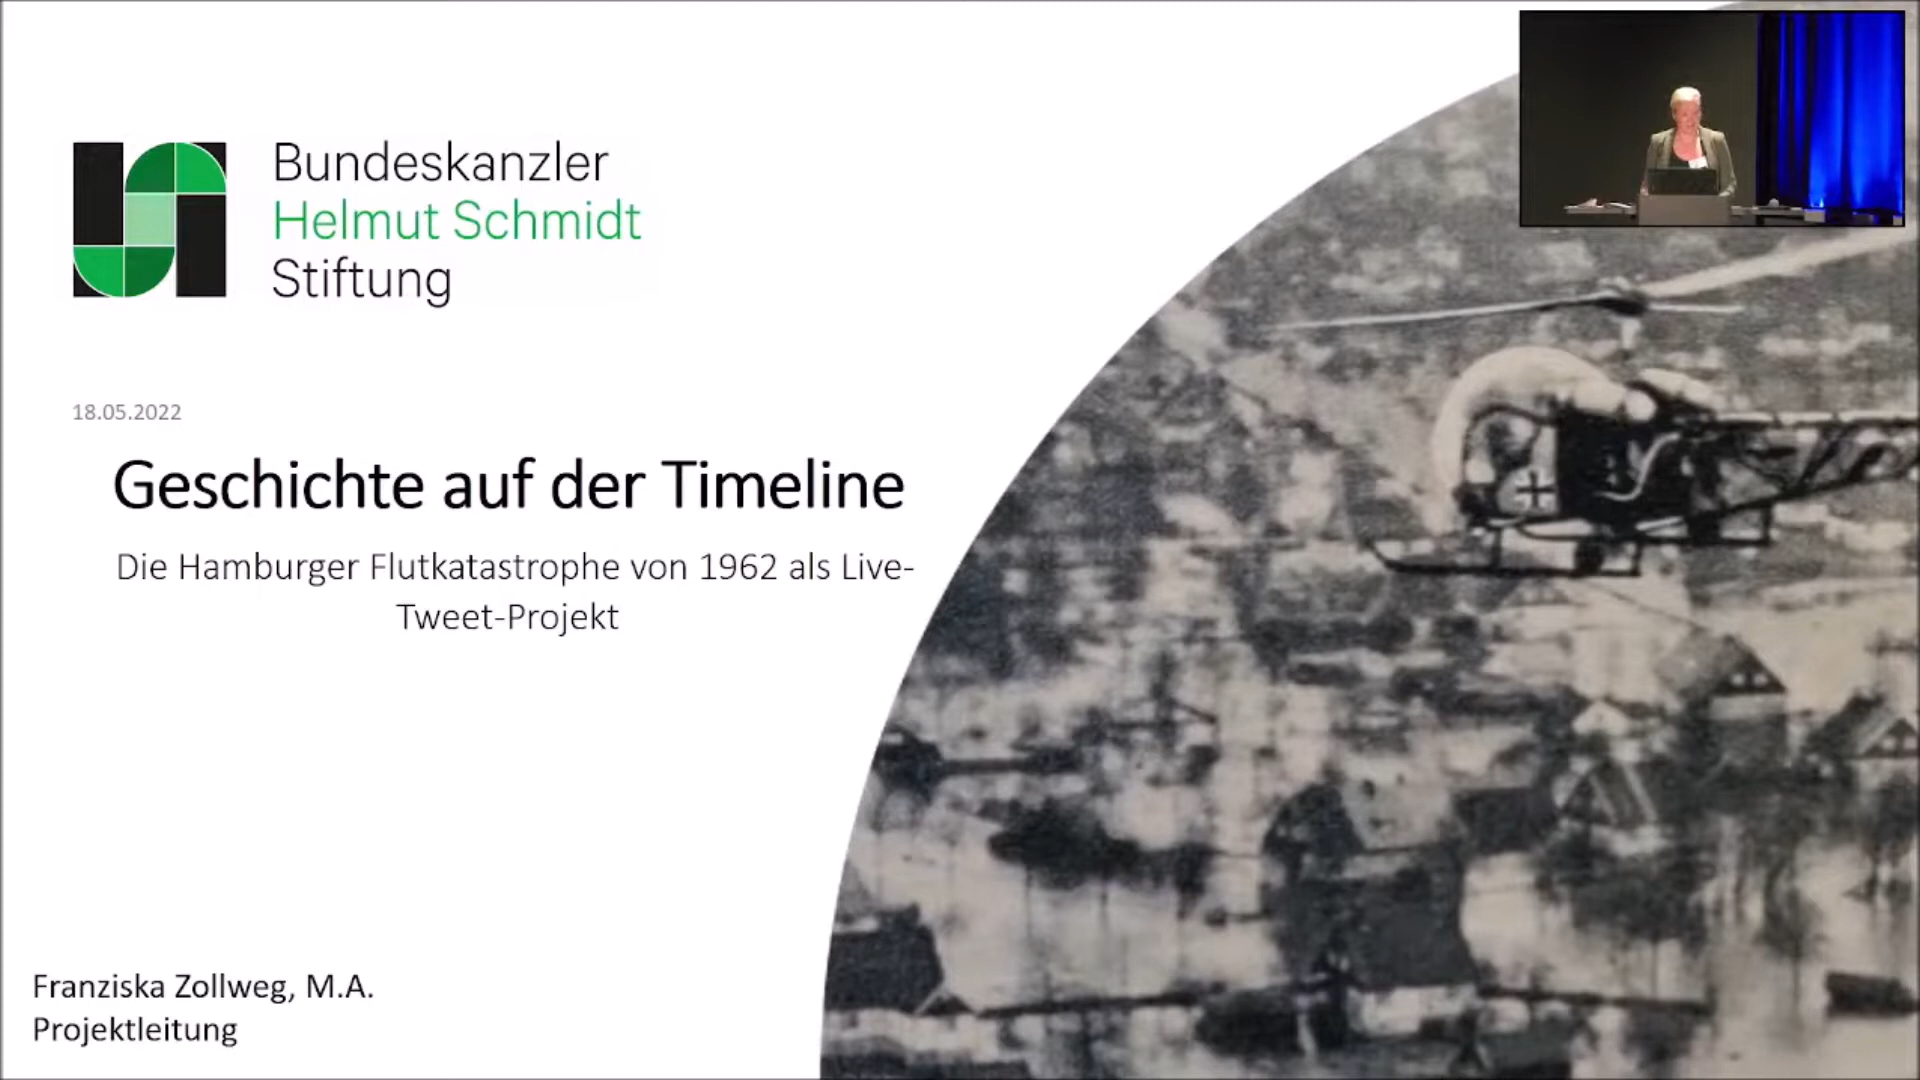 Bundeskanzler
Helmut Schmidt
Stiftung
18.05.2022
Geschichte auf der Timeline
Die Hamburger Flutkatastrophe von 1962 als Live-
Tweet-Projekt
Franziska Zollweg, M.A.
Projektleitung